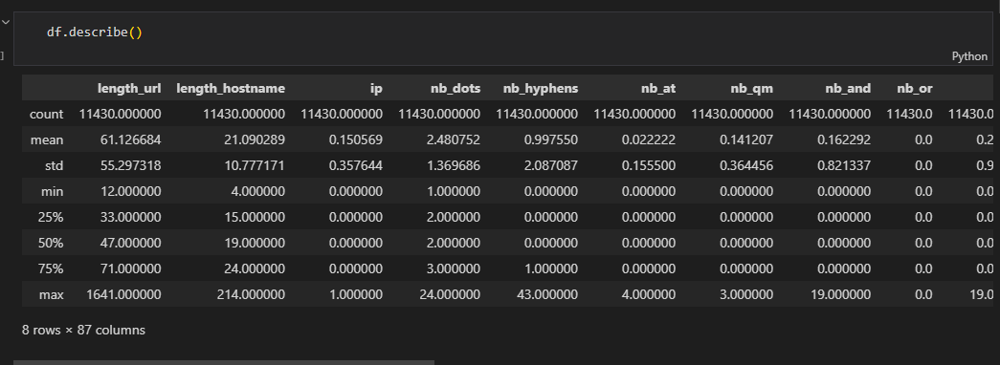 df.describe()
]
Python
length_url length_hostname ip nb_dots nb_hyphens nb_at nb_qm nb_and nb_or
count 11430.000000 11430.000000 11430.000000 11430.000000 11430.000000 11430.000000 11430.000000 11430.000000 11430.0 11430.0
mean 61.126684 21.090289 0.150569 2.480752 0.997550 0.022222 0.141207 0.162292 0.0 0.2
std 55.297318 10.777171 0.357644 1.369686 2.087087 0.155500 0.364456 0.821337 0.0 0.9
min 12.000000 4.000000 0.000000 1.000000 0.000000 0.000000 0.000000 0.000000 0.0 0.0
25% 33.000000 15.000000 0.000000 2.000000 0.000000 0.000000 0.000000 0.000000 0.0 0.0
50% 47.000000 19.000000 0.000000 2.000000 0.000000 0.000000 0.000000 0.000000 0.0 0.0
75% 71.000000 24.000000 0.000000 3.000000 1.000000 0.000000 0.000000 0.000000 0.0 0.0
max 1641.000000 214.000000 1.000000 24.000000 43.000000 4.000000 3.000000 19.000000 0.0 19.0
8 rows × 87 columns